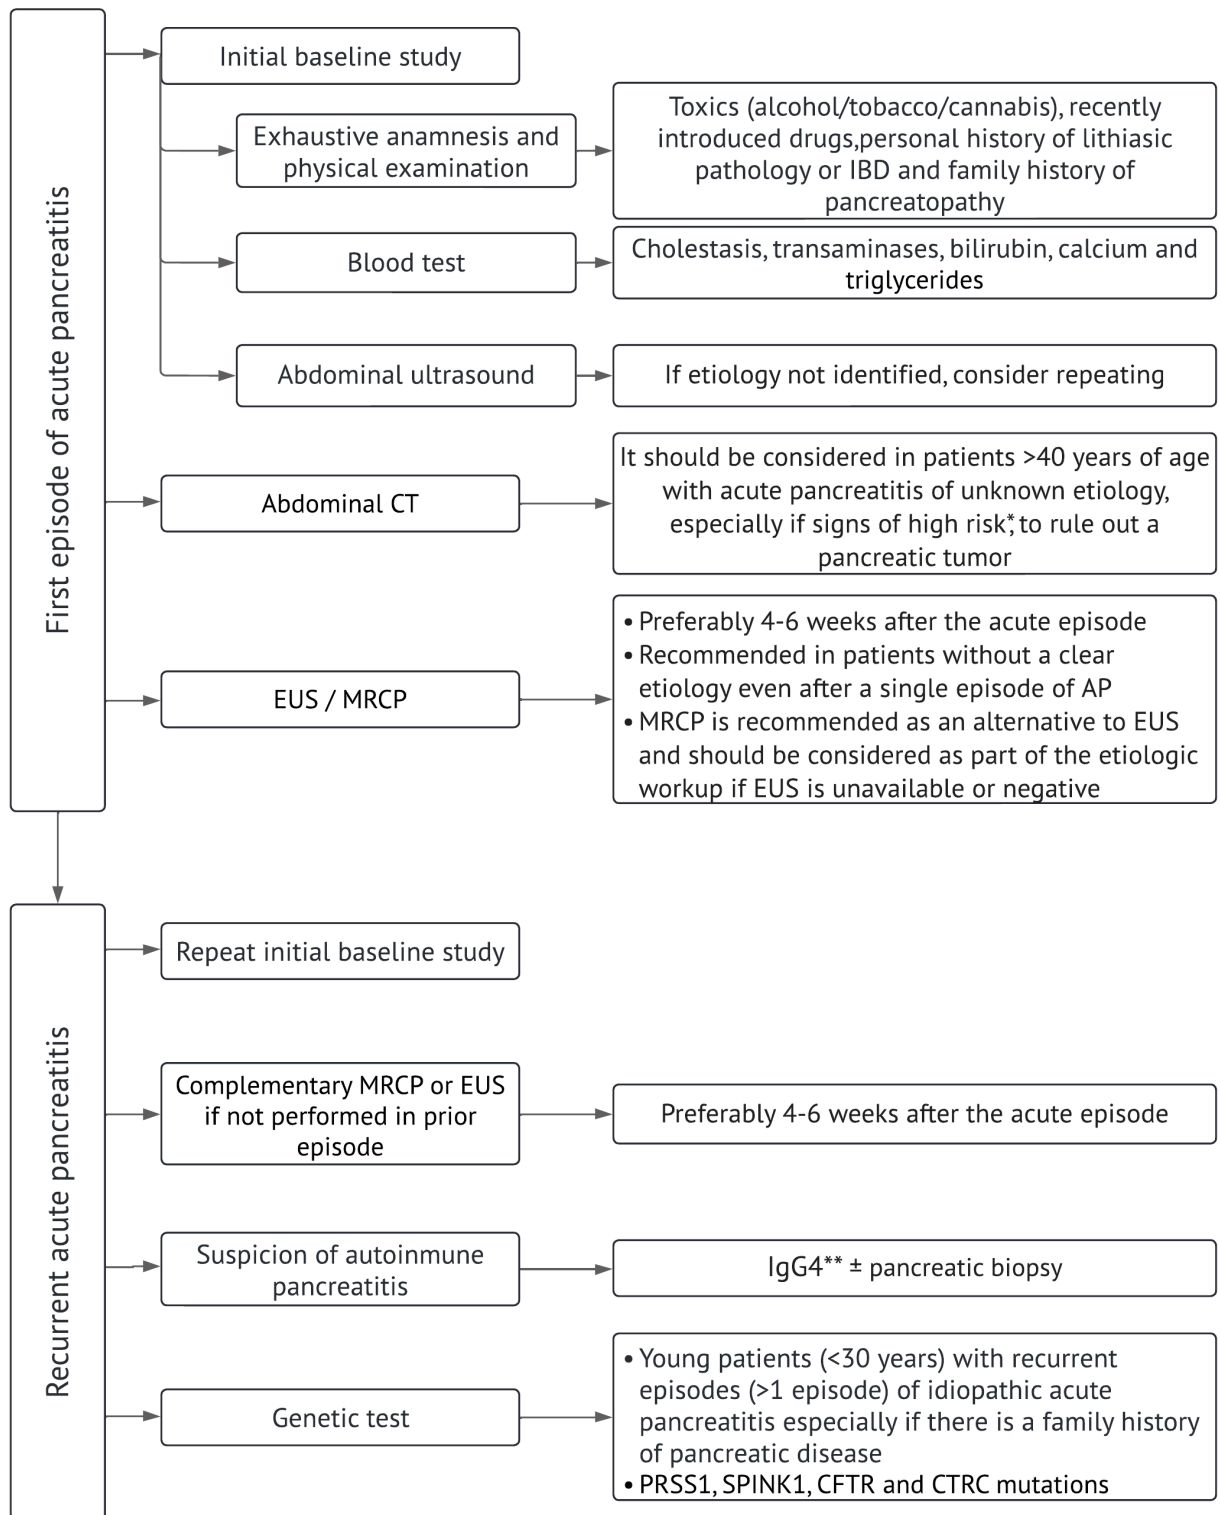 First episode of acute pancreatitis
Initial baseline study
Exhaustive anamnesis and
physical examination
Toxics (alcohol/tobacco/cannabis), recently
introduced drugs,personal history of lithiasic
pathology or IBD and family history of
pancreatopathy
Blood test
Cholestasis, transaminases, bilirubin, calcium and
triglycerides
Abdominal ultrasound
If etiology not identified, consider repeating
Abdominal CT
It should be considered in patients >40 years of age
with acute pancreatitis of unknown etiology,
especially if signs of high risk*, to rule out a
pancreatic tumor
EUS / MRCP
• Preferably 4-6 weeks after the acute episode
• Recommended in patients without a clear
etiology even after a single episode of AP
• MRCP is recommended as an alternative to EUS
and should be considered as part of the etiologic
workup if EUS is unavailable or negative
Recurrent acute pancreatitis
Repeat initial baseline study
Complementary MRCP or EUS
if not performed in prior
episode
Preferably 4-6 weeks after the acute episode
Suspicion of autoinmune
pancreatitis
IgG4** ± pancreatic biopsy
Genetic test
• Young patients (<30 years) with recurrent
episodes (>1 episode) of idiopathic acute
pancreatitis especially if there is a family history
of pancreatic disease
• PRSS1, SPINK1, CFTR and CTRC mutations